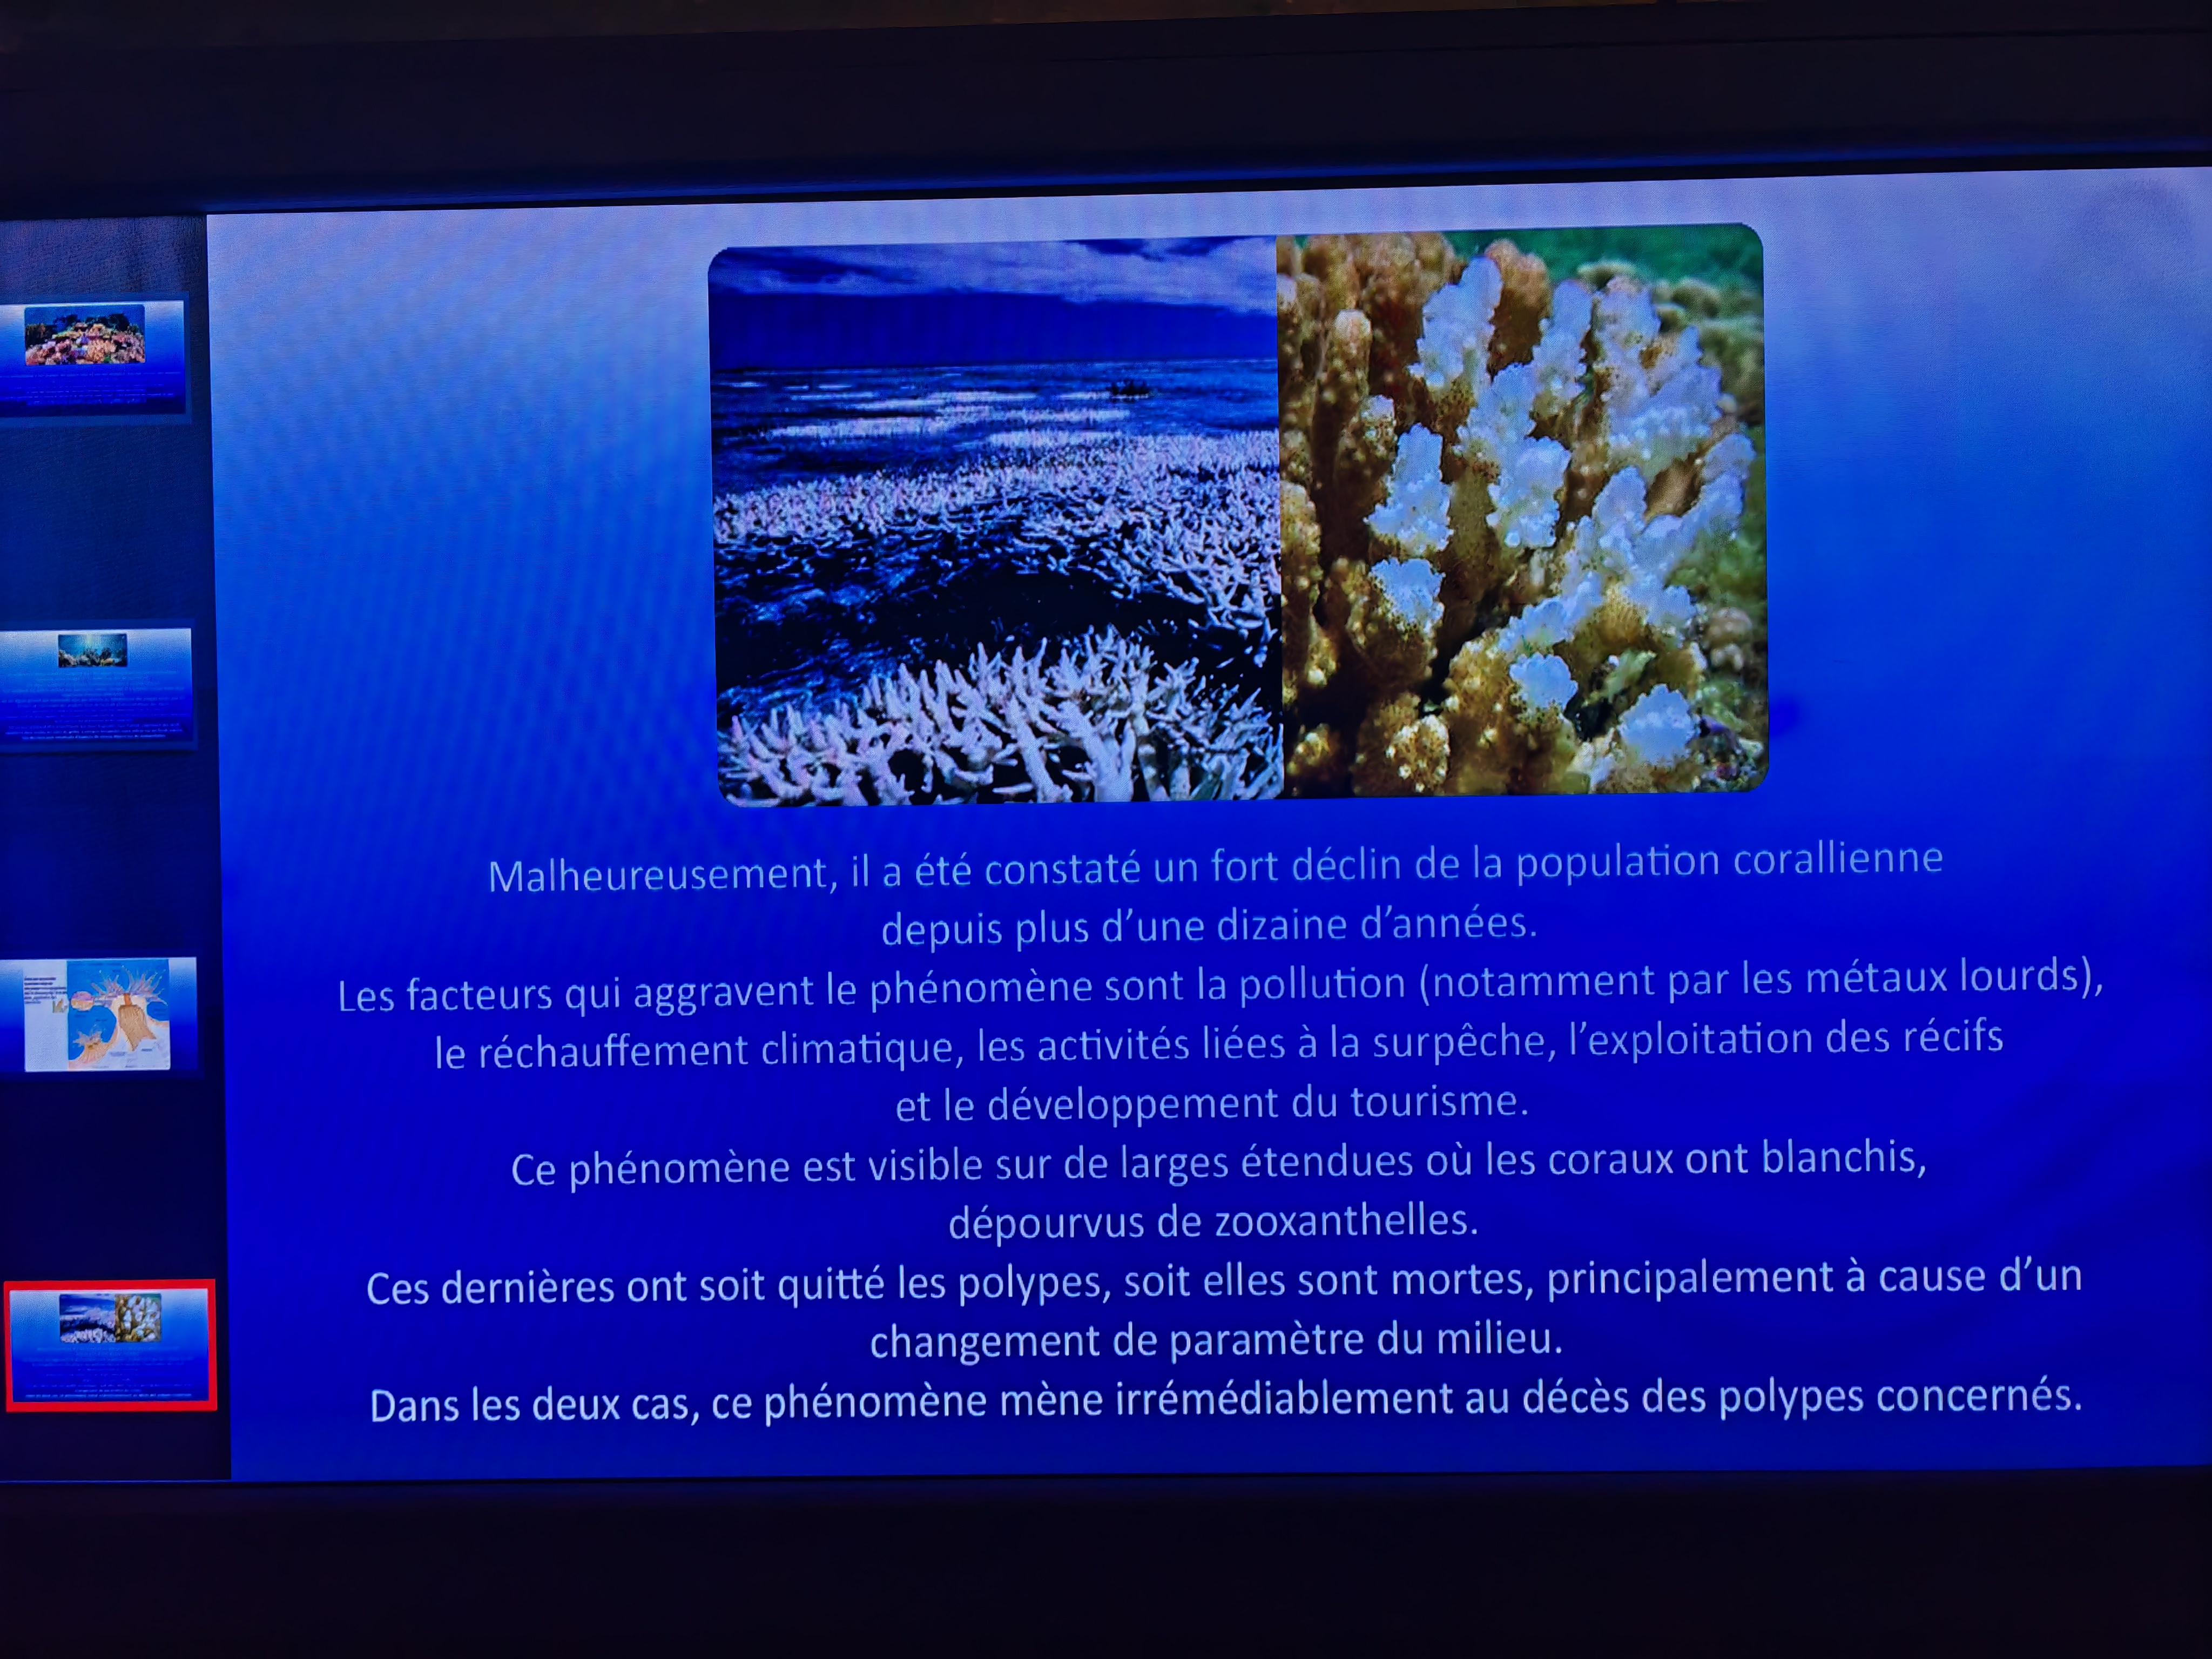 Malheureusement, il a été constaté un fort déclin de la population corallienne
depuis plus d’une dizaine d’années.
Les facteurs qui aggravent le phénomène sont la pollution (notamment par les métaux lourds),
le réchauffement climatique, les activités liées à la surpêche, l’exploitation des récifs
et le développement du tourisme.
Ce phénomène est visible sur de larges étendues où les coraux ont blanchis,
dépourvus de zooxanthelles.
Ces dernières ont soit quitté les polypes, soit elles sont mortes, principalement à cause d’un
changement de paramètre du milieu.
Dans les deux cas, ce phénomène mène irrémédiablement au décès des polypes concernés.